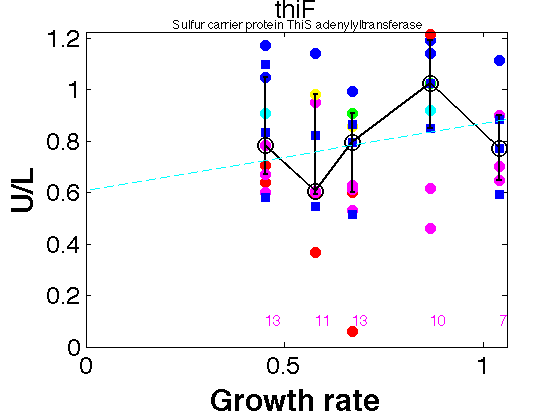 thiF
Sulfur carrier protein ThiS adenylyltransferase
U/L
1.2
1
0.8
0.6
0.4
0.2
0
13 11 13 10 7
0 0.5 1
Growth rate